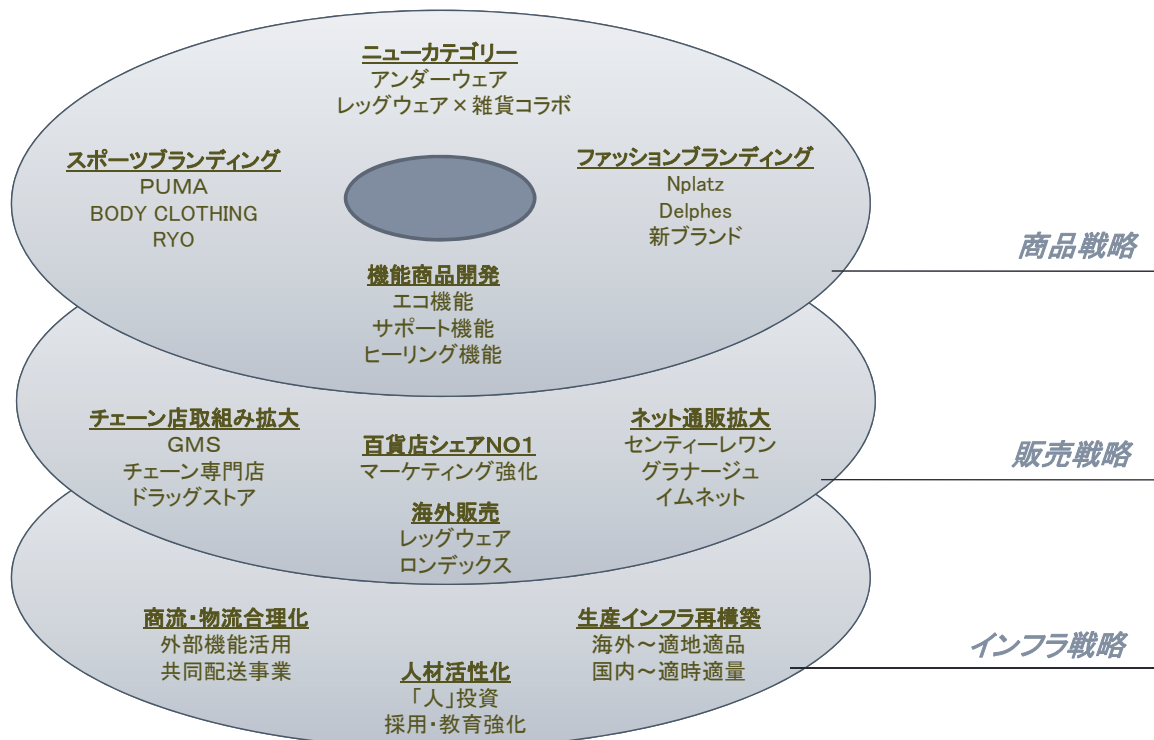 ニューカテゴリー
アンダーウェア
レッグウェア×雑貨コラボ
スポーツブランディング
PUMA
BODY CLOTHING
RYO
ファッションブランディング
Nplatz
Delphes
新ブランド
機能商品開発
エコ機能
サポート機能
ヒーリング機能
商品戦略
チェーン店取組み拡大
GMS
チェーン専門店
ドラッグストア
百貨店シェアNO1
マーケティング強化
海外販売
レッグウェア
ロンデックス
ネット通販拡大
センティーレワン
グラナージュ
イムネット
販売戦略
商流・物流合理化
外部機能活用
共同配送事業
人材活性化
「人」投資
採用・教育強化
生産インフラ再構築
海外~適地適品
国内~適時適量
インフラ戦略